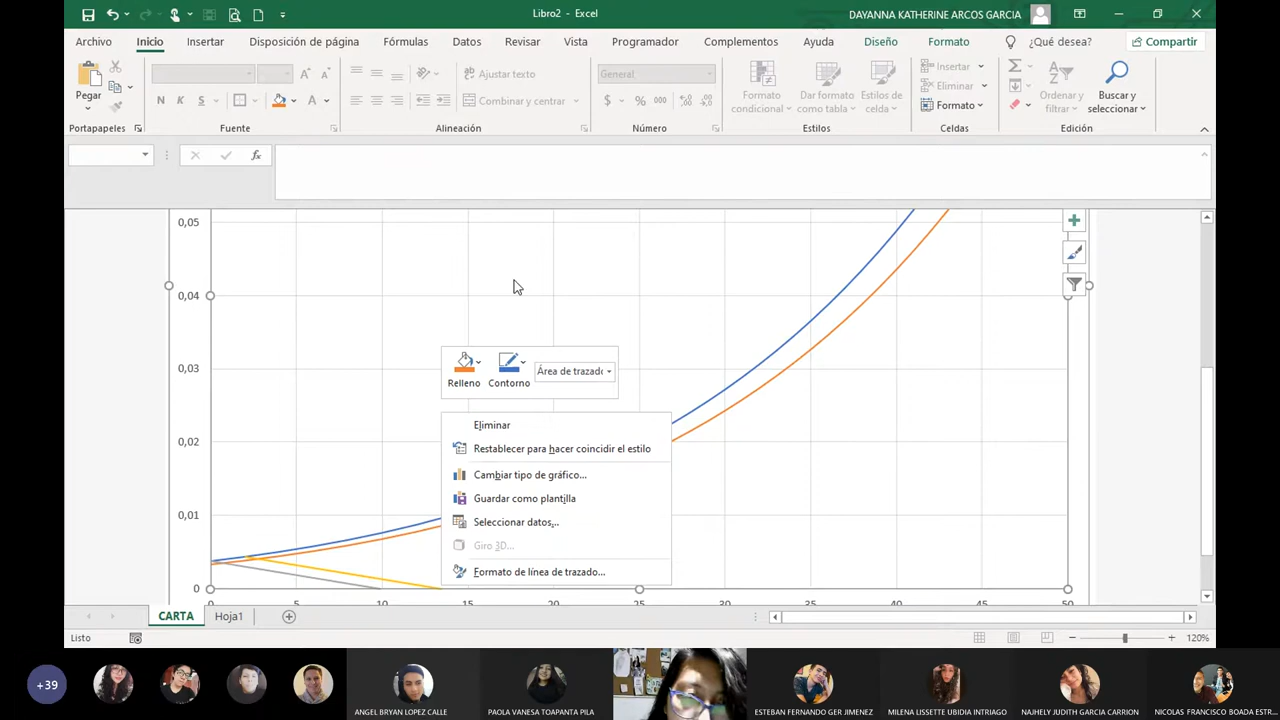 Libro2 - Excel
DAYANNA KATHERINE ARCOS GARCIA
Archivo Inicio Insertar Disposición de página Fórmulas Datos Revisar Vista Programador Complementos Ayuda Diseño Formato ¿Qué desea? Compartir
Pegar
N K S
Ajustar texto
Combinar y centrar
General
$ % 000
Formato condicional
Dar formato como tabla
Estilos de celda
Insertar
Eliminar
Formato
Ordenar y filtrar
Buscar y seleccionar
Portapapeles Fuente Alineación Número Estilos Celdas Edición
fx
0,05
0,04
0,03
0,02
0,01
0
Relleno Contorno Área de trazado
Eliminar
Restablecer para hacer coincidir el estilo
Cambiar tipo de gráfico...
Guardar como plantilla
Seleccionar datos...
Giro 3D...
Formato de línea de trazado...
0 5 10 15 20 25 30 35 40 45 50
CARTA Hoja1
Listo
120%
+39
ANGEL BRYAN LOPEZ CALLE
PAOLA VANESA TOAPANTA PILA
ESTEBAN FERNANDO GER JIMENEZ
MILENA LISSETTE UBIDIA INTRIAGO
NAJHELY JUDITH GARCIA CARRION
NICOLAS FRANCISCO BOADA ESTR...